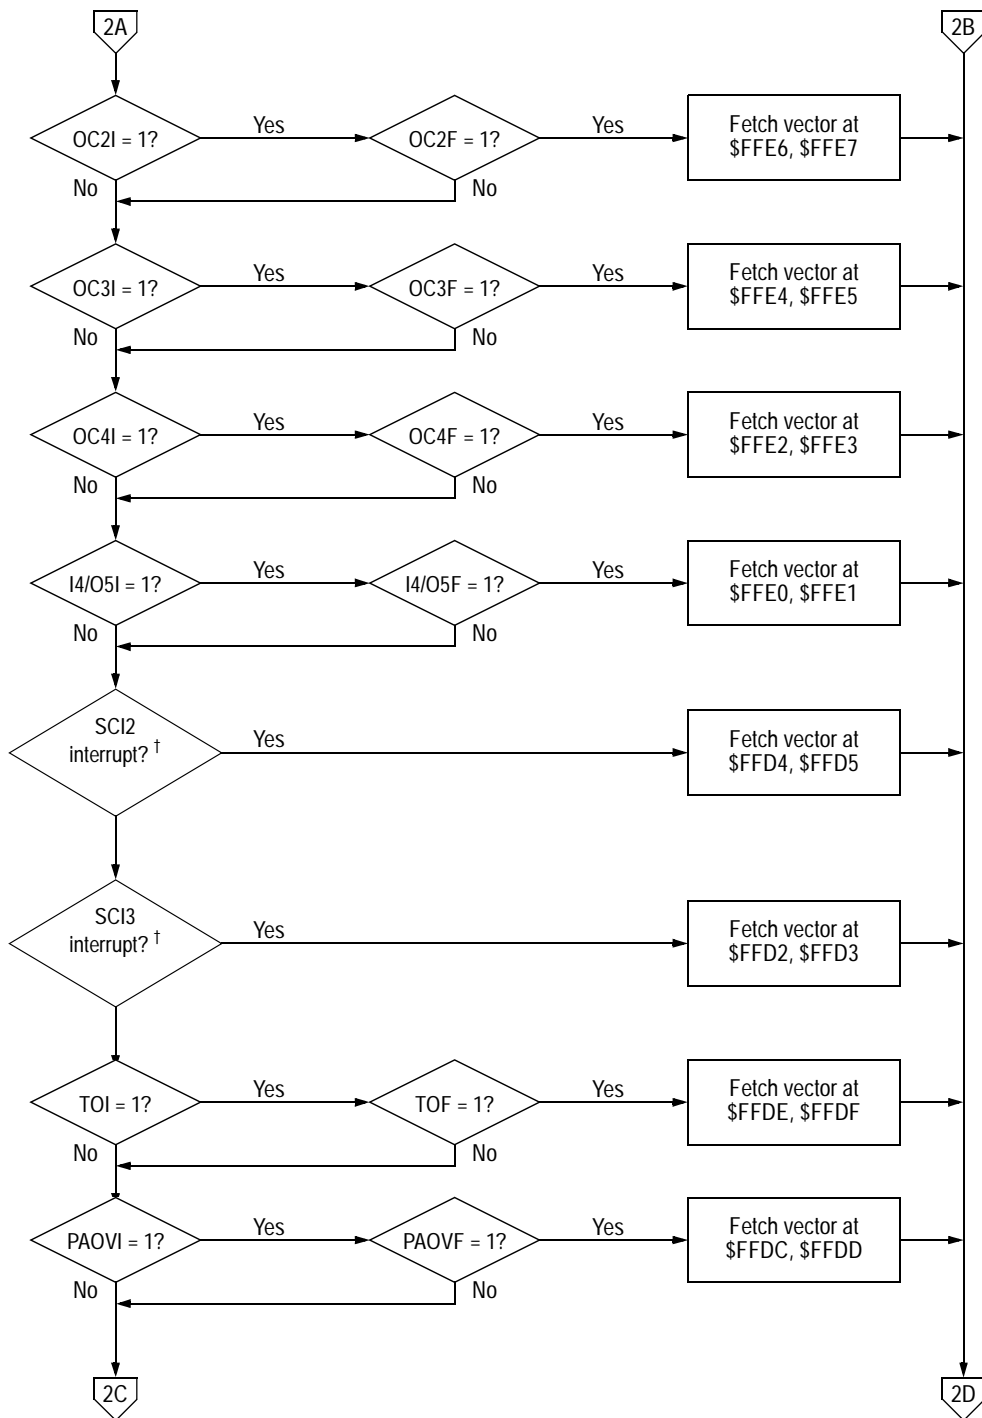 2A
2B
OC2I = 1?
Yes
OC2F = 1?
Yes
Fetch vector at
$FFE6, $FFE7
No
No
OC3I = 1?
Yes
OC3F = 1?
Yes
Fetch vector at
$FFE4, $FFE5
No
No
OC4I = 1?
Yes
OC4F = 1?
Yes
Fetch vector at
$FFE2, $FFE3
No
No
I4/O5I = 1?
Yes
I4/O5F = 1?
Yes
Fetch vector at
$FFE0, $FFE1
No
No
SCI2
interrupt? †
Yes
Fetch vector at
$FFD4, $FFD5
SCI3
interrupt? †
Yes
Fetch vector at
$FFD2, $FFD3
TOI = 1?
Yes
TOF = 1?
Yes
Fetch vector at
$FFDE, $FFDF
No
No
PAOVI = 1?
Yes
PAOVF = 1?
Yes
Fetch vector at
$FFDC, $FFDD
No
No
2C
2D